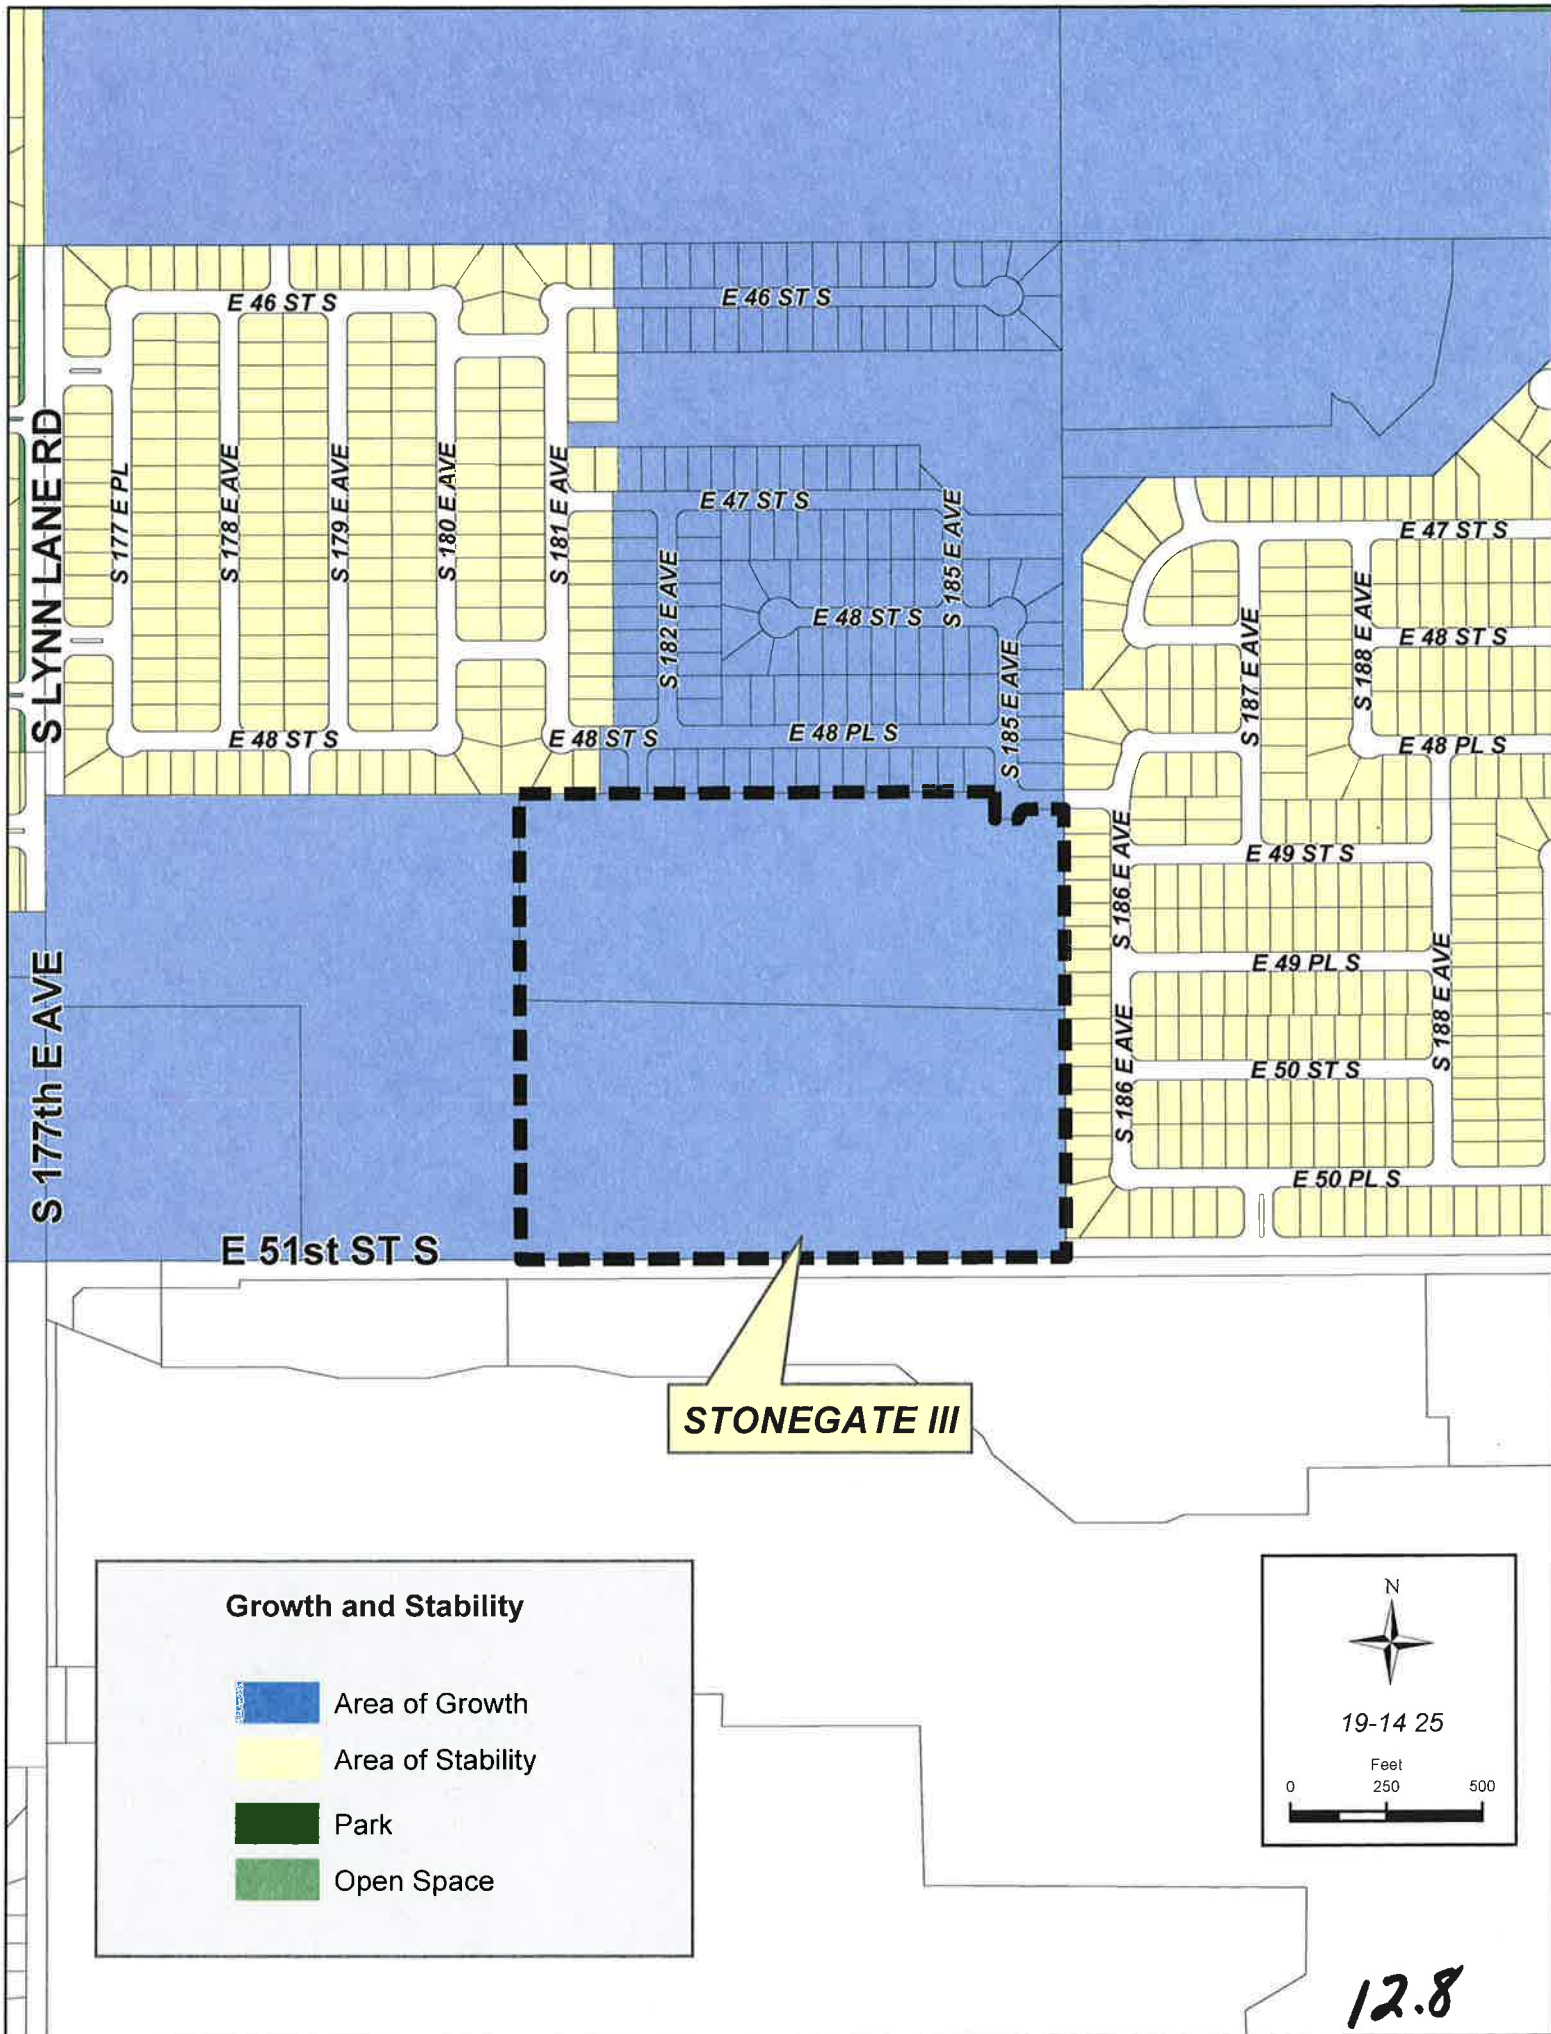 E 46 ST S
E 46 ST S
S LYNN LANE RD
S 177 E PL
S 178 E AVE
S 179 E AVE
S 180 E AVE
S 181 E AVE
E 47 ST S
S 185 E AVE
E 47 ST S
S 182 E AVE
E 48 ST S
S 187 E AVE
S 188 E AVE
E 48 ST S
E 48 ST S
E 48 ST S
E 48 PL S
S 185 E AVE
E 48 PL S
S 186 E AVE
E 49 ST S
E 49 PL S
S 188 E AVE
S 177th E AVE
S 186 E AVE
E 50 ST S
E 50 PL S
E 51st ST S
STONEGATE III
Growth and Stability
Area of Growth
Area of Stability
Park
Open Space
N
19-14 25
Feet
0 250 500
12.8